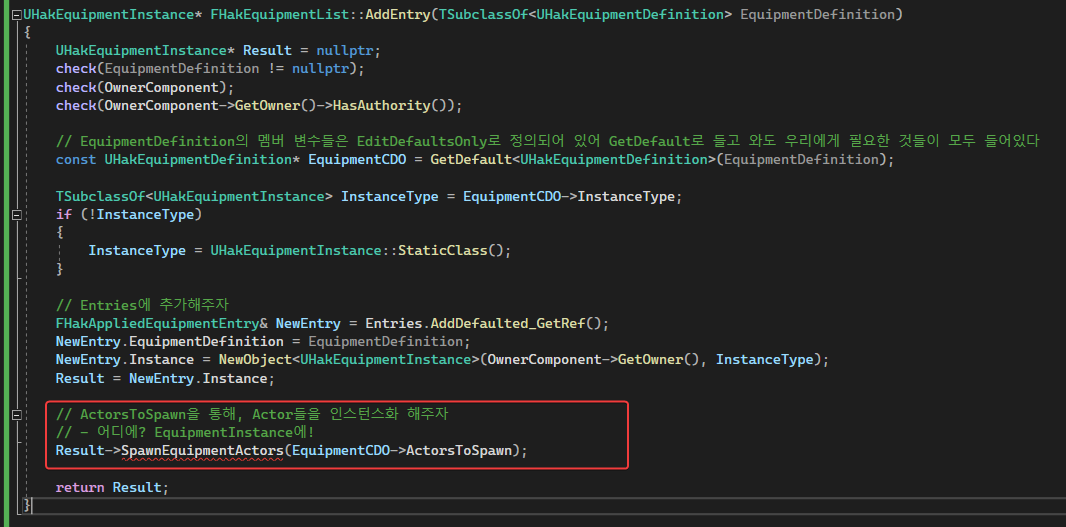 UHakEquipmentInstance* FHakEquipmentList::AddEntry(TSubclassOf<UHakEquipmentDefinition> EquipmentDefinition)
{
UHakEquipmentInstance* Result = nullptr;
check(EquipmentDefinition != nullptr);
check(OwnerComponent);
check(OwnerComponent->GetOwner()->HasAuthority());
// EquipmentDefinition의 멤버 변수들은 EditDefaultsOnly로 정의되어 있어 GetDefault로 들고 와도 우리에게 필요한 것들이 모두 들어있다
const UHakEquipmentDefinition* EquipmentCDO = GetDefault<UHakEquipmentDefinition>(EquipmentDefinition);
TSubclassOf<UHakEquipmentInstance> InstanceType = EquipmentCDO->InstanceType;
if (!InstanceType)
{
InstanceType = UHakEquipmentInstance::StaticClass();
}
// Entries에 추가해주자
FHakAppliedEquipmentEntry& NewEntry = Entries.AddDefaulted_GetRef();
NewEntry.EquipmentDefinition = EquipmentDefinition;
NewEntry.Instance = NewObject<UHakEquipmentInstance>(OwnerComponent->GetOwner(), InstanceType);
Result = NewEntry.Instance;
// ActorsToSpawn을 통해, Actor들을 인스턴스화 해주자
// - 어디에? EquipmentInstance에!
Result->SpawnEquipmentActors(EquipmentCDO->ActorsToSpawn);
return Result;
}